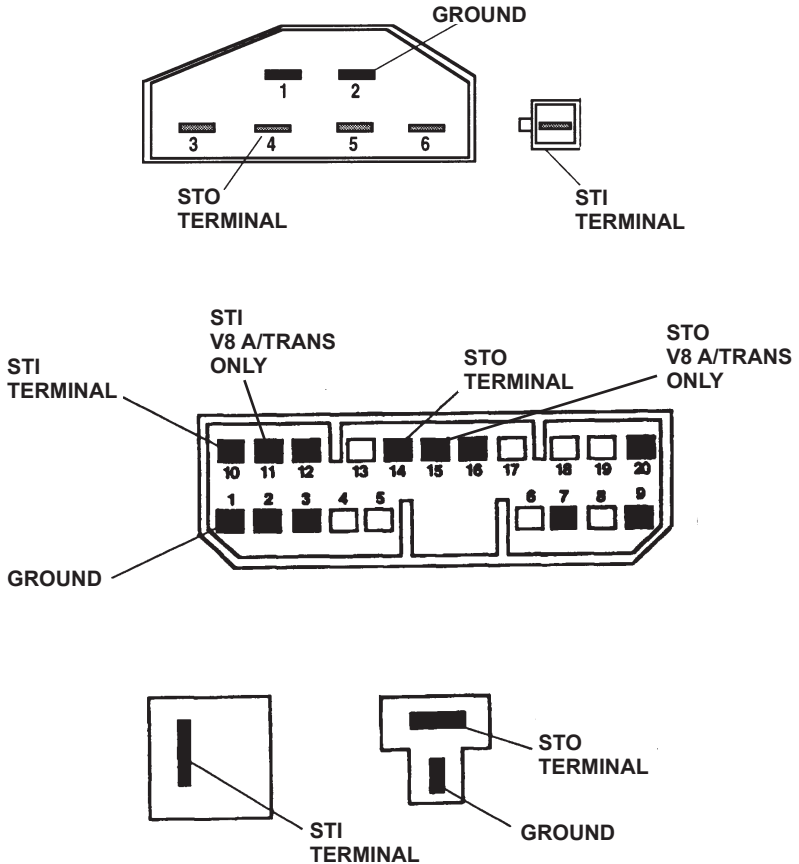 GROUND
1 2
3 4 5 6
STO
TERMINAL
STI
TERMINAL
STI
V8 A/TRANS
ONLY
STI
TERMINAL
STO
TERMINAL
STO
V8 A/TRANS
ONLY
10 11 12 13 14 15 16 17 18 19 20
1 2 3 4 5 6 7 8 9
GROUND
STO
TERMINAL
STI
TERMINAL
GROUND